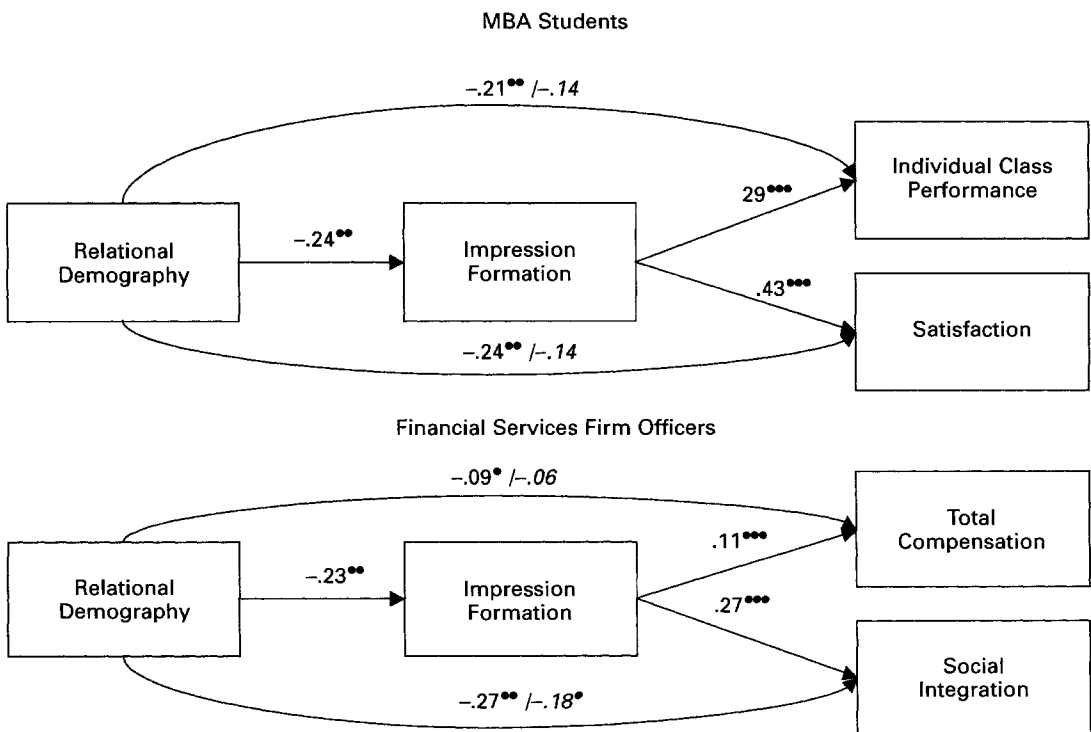 MBA Students
–.21•• /–.14
Individual Class
Performance
29•••
Relational
Demography
–.24••
Impression
Formation
.43•••
Satisfaction
–.24•• /–.14
Financial Services Firm Officers
–.09• /–.06
Total
Compensation
.11•••
Relational
Demography
–.23••
Impression
Formation
.27•••
Social
Integration
–.27•• /–.18•